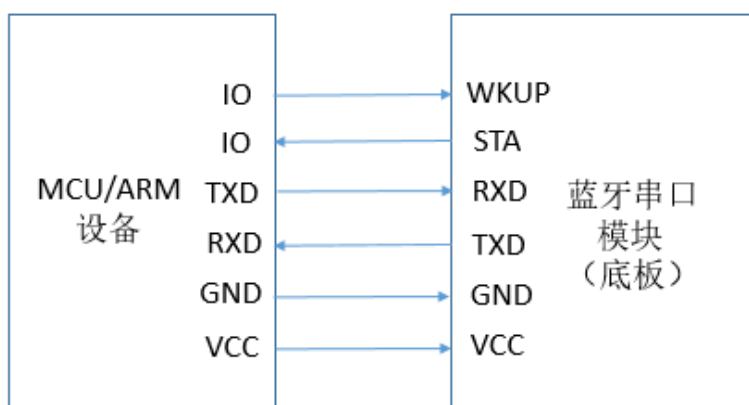 IO
IO
MCU/ARM
设备
TXD
RXD
GND
VCC
WKUP
STA
RXD
TXD
GND
VCC
蓝牙串口
模块
（底板）